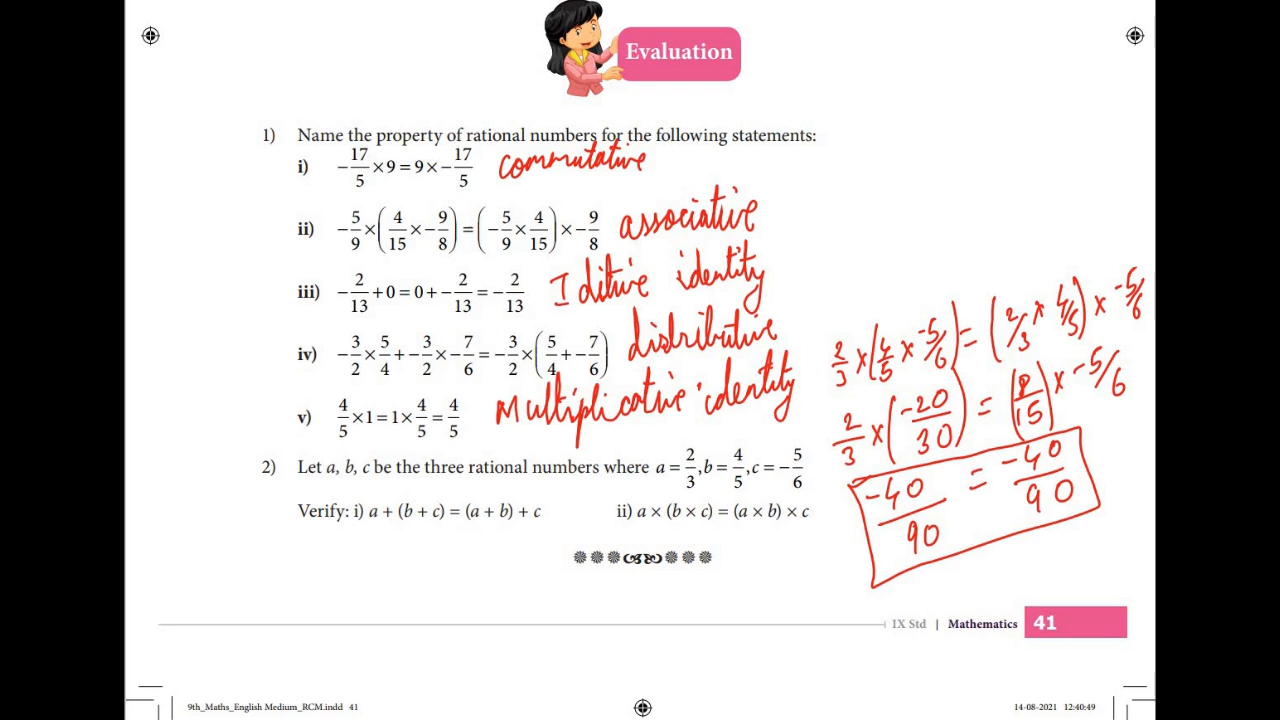 Evaluation
1) Name the property of rational numbers for the following statements:
i) -17/5 × 9 = 9 × -17/5 commutative
ii) -5/9 × (4/15 × -9/8) = (-5/9 × 4/15) × -9/8 associative
iii) -2/13 + 0 = 0 + -2/13 = -2/13 I ditive identity
iv) -3/2 × 5/4 + -3/2 × -7/6 = -3/2 × (5/4 + -7/6) distributive
v) 4/5 × 1 = 1 × 4/5 = 4/5 Multiplicative identity
2) Let a, b, c be the three rational numbers where a = 2/3, b = 4/5, c = -5/6
Verify: i) a + (b + c) = (a + b) + c ii) a × (b × c) = (a × b) × c
2/3 × (4/5 × -5/6) = (2/3 × 4/5) × -5/6
2/3 × (-20/30) = (8/15) × -5/6
-40/90 = -40/90
IX Std | Mathematics 41
9th_Maths_English Medium_RCM.indd 41 14-08-2021 12:40:49